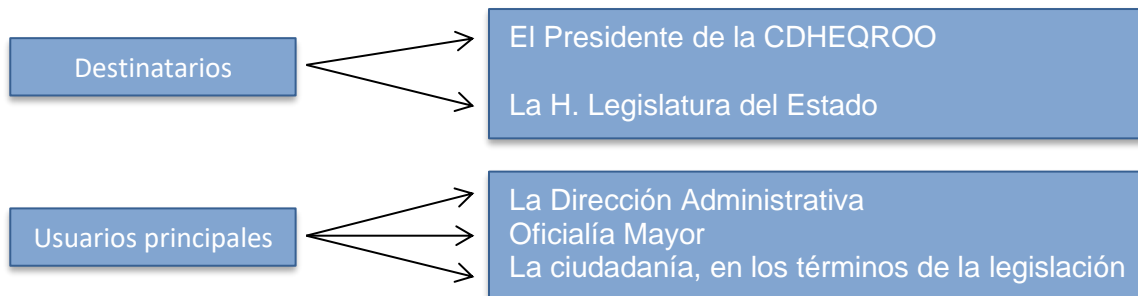 Destinatarios
El Presidente de la CDHEQROO
La H. Legislatura del Estado
Usuarios principales
La Dirección Administrativa
Oficialía Mayor
La ciudadanía, en los términos de la legislación